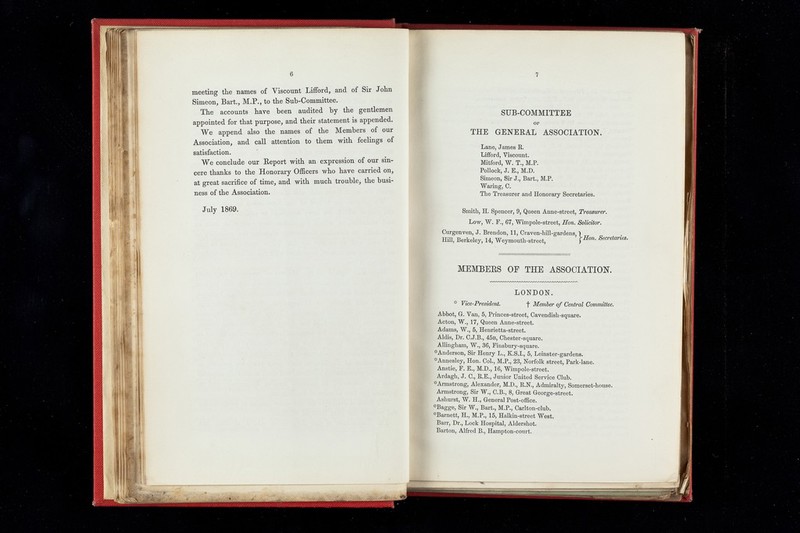 6
meeting the names of Viscount Lifford, and of Sir John
Simeon, Bart., M.P., to the Sub-Committee.
The accounts have been audited by the gentlemen
appointed for that purpose, and their statement is appended.
We append also the names of the Members of our
Association, and call attention to them with feelings of
satisfaction.
We conclude our Report with an expression of our sin-
cere thanks to the Honorary Officers who have carried on,
at great sacrifice of time, and with much trouble, the busi-
ness of the Association.
July 1869.
7
SUB-COMMITTEE
OF
THE GENERAL ASSOCIATION.
Lane, James R.
Lifford, Viscount.
Mitford, W. T., M.P.
Pollock, J. E., M.D.
Simeon, Sir J., Bart., M.P.
Waring, C.
The Treasurer and Honorary Secretaries.
Smith, H. Spencer, 9, Queen Anne-street, Treasurer.
Low, W. F., 67, Wimpole-street, Hon. Solicitor.
Curgenven, J. Brendon, 11, Craven-hill-gardens, } Hon. Secretaries.
Hill, Berkeley, 14, Weymouth-street,
MEMBERS OF THE ASSOCIATION.
LONDON.
* Vice-President. † Member of Central Committee.
Abbot, G. Van, 5, Princes-street, Cavendish-square.
Acton, W., 17, Queen Anne-street.
Adams, W., 5, Henrietta-street.
Aldis, Dr. C.J.B., 45B, Chester-square.
Allingham, W., 36, Finsbury-square.
*Anderson, Sir Henry L., K.S.I., 5, Leinster-gardens.
*Annesley, Hon. Col., M.P., 25, Norfolk street, Park-lane.
Anstie, F. E., M.D., 16, Wimpole-street.
Ardagh, J. C., R.E., Junior United Service Club.
*Armstrong, Alexander, M.D., R.N., Admiralty, Somerset-house.
Armstrong, Sir W., C.B., 8, Great George-street.
Ashurst, W. H., General Post-office.
*Bagge, Sir W., Bart., M.P., Carlton-club.
*Barnett, H., M.P., 15, Halkin-street West.
Barr, Dr., Lock Hospital, Aldershot.
Barton, Alfred B., Hampton-court.